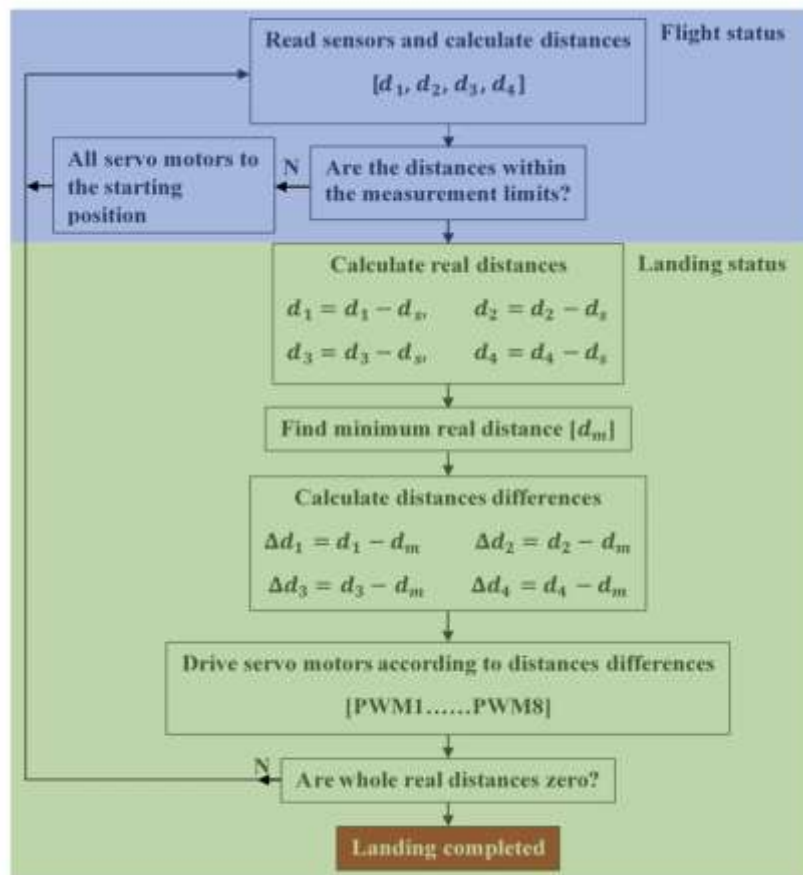 Read sensors and calculate distances
Flight status
[d₁, d₂, d₃, d₄]
All servo motors to
the starting
position
N
Are the distances within
the measurement limits?
Calculate real distances
Landing status
d₁ = d₁ − dₛ, d₂ = d₂ − dₛ
d₃ = d₃ − dₛ, d₄ = d₄ − dₛ
Find minimum real distance [dₘ]
Calculate distances differences
Δd₁ = d₁ − dₘ Δd₂ = d₂ − dₘ
Δd₃ = d₃ − dₘ Δd₄ = d₄ − dₘ
Drive servo motors according to distances differences
[PWM1......PWM8]
N
Are whole real distances zero?
Landing completed